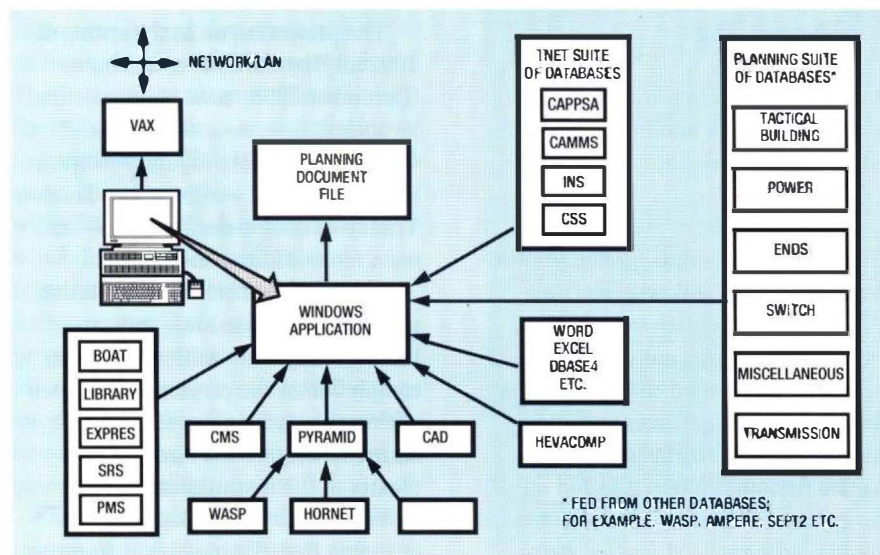 NETWORK/LAN
VAX
PLANNING
DOCUMENT
FILE
TNET SUITE
OF DATABASES
CAPPSA
CAMMS
INS
CSS
PLANNING SUITE
OF DATABASES*
TACTICAL
BUILDING
POWER
ENDS
SWITCH
MISCELLANEOUS
TRANSMISSION
WINDOWS
APPLICATION
WORD
EXCEL
DBASE4
ETC.
HEVACOMP
BOAT
LIBRARY
EXPRES
SRS
PMS
CMS
PYRAMID
CAD
WASP
HORNET
* FED FROM OTHER DATABASES;
FOR EXAMPLE, WASP, AMPERE, SEPT2 ETC.